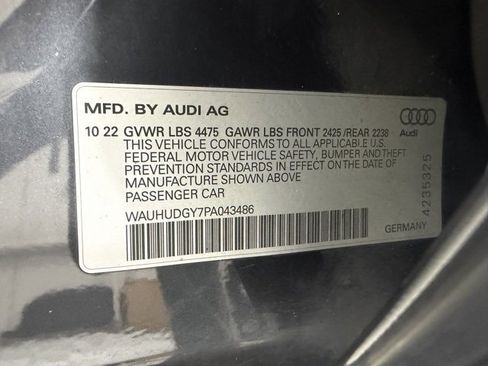 MFD. BY AUDI AG
10 22 GVWR LBS 4475 GAWR LBS FRONT 2425 /REAR 2238
THIS VEHICLE CONFORMS TO ALL APPLICABLE U.S.
FEDERAL MOTOR VEHICLE SAFETY, BUMPER AND THEFT
PREVENTION STANDARDS IN EFFECT ON THE DATE OF
MANUFACTURE SHOWN ABOVE
PASSENGER CAR
WAUHUDGY7PA043486
GERMANY
Audi
4235325